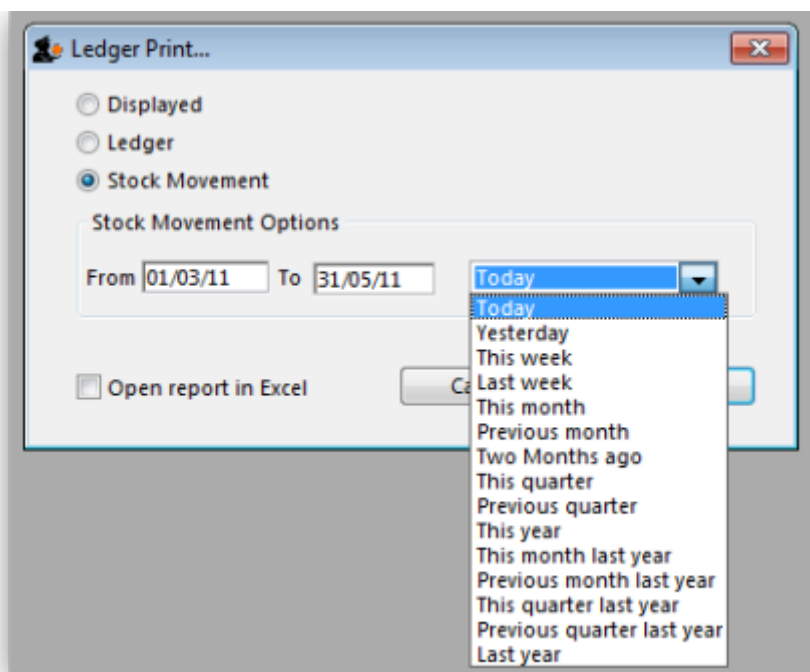 Ledger Print...
Displayed
Ledger
Stock Movement
Stock Movement Options
From 01/03/11 To 31/05/11 Today
Today
Yesterday
This week
Last week
This month
Previous month
Two Months ago
This quarter
Previous quarter
This year
This month last year
Previous month last year
This quarter last year
Previous quarter last year
Last year
Open report in Excel